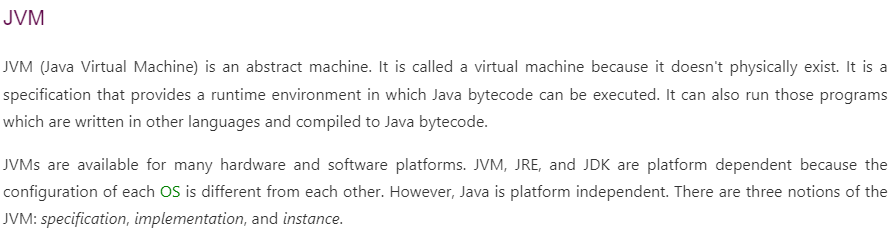 JVM
JVM (Java Virtual Machine) is an abstract machine. It is called a virtual machine because it doesn't physically exist. It is a
specification that provides a runtime environment in which Java bytecode can be executed. It can also run those programs
which are written in other languages and compiled to Java bytecode.
JVMs are available for many hardware and software platforms. JVM, JRE, and JDK are platform dependent because the
configuration of each OS is different from each other. However, Java is platform independent. There are three notions of the
JVM: specification, implementation, and instance.